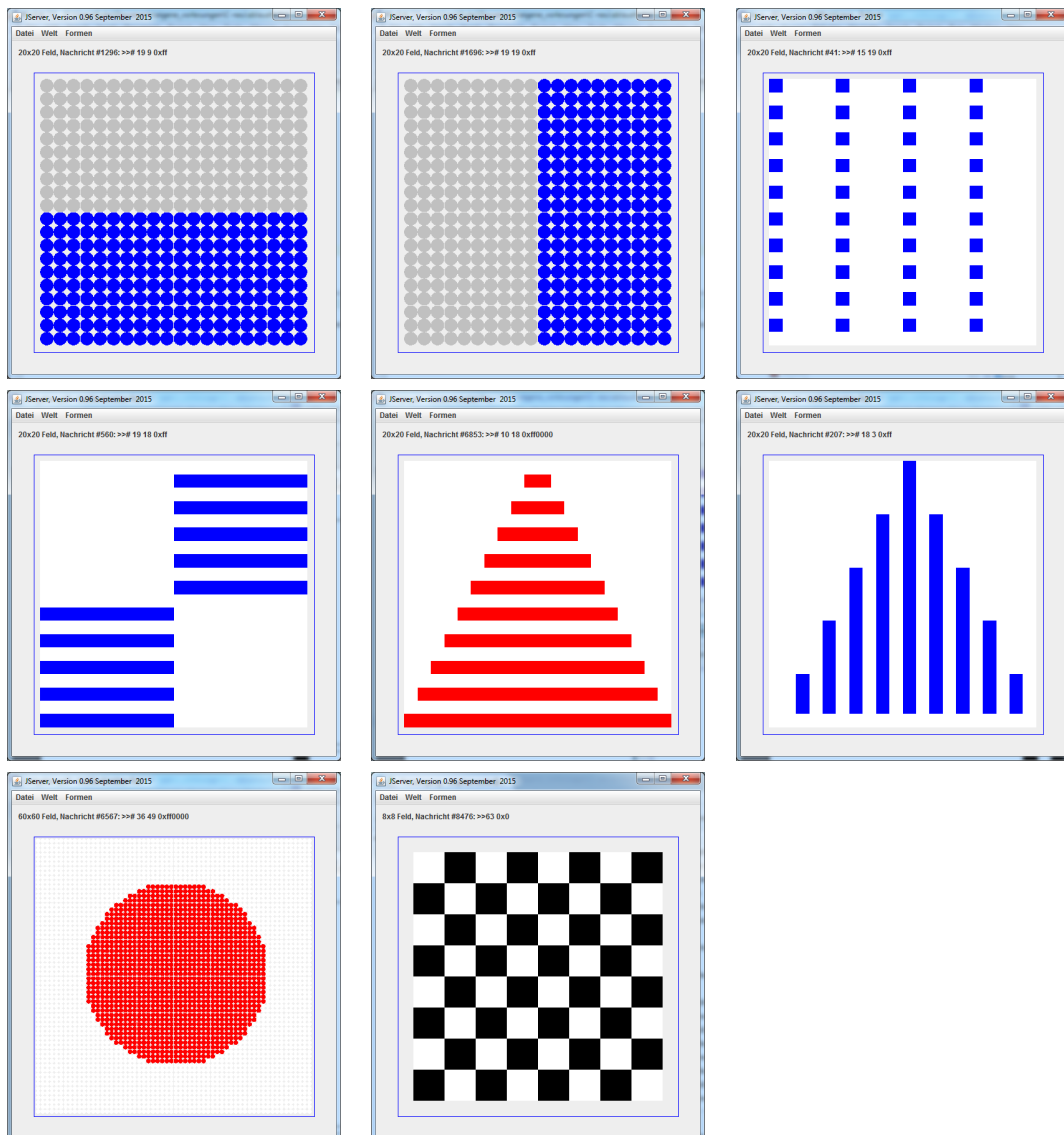 JServer, Version 0.96 September 2015
Datei Welt Formen
20x20 Feld, Nachricht #1296: >># 19 9 0xff
JServer, Version 0.96 September 2015
Datei Welt Formen
20x20 Feld, Nachricht #1696: >># 19 19 0xff
JServer, Version 0.96 September 2015
Datei Welt Formen
20x20 Feld, Nachricht #41: >># 15 19 0xff
JServer, Version 0.96 September 2015
Datei Welt Formen
20x20 Feld, Nachricht #560: >># 19 18 0xff
JServer, Version 0.96 September 2015
Datei Welt Formen
20x20 Feld, Nachricht #6853: >># 10 18 0xff0000
JServer, Version 0.96 September 2015
Datei Welt Formen
20x20 Feld, Nachricht #207: >># 18 3 0xff
JServer, Version 0.96 September 2015
Datei Welt Formen
60x60 Feld, Nachricht #6567: >># 36 49 0xff0000
JServer, Version 0.96 September 2015
Datei Welt Formen
8x8 Feld, Nachricht #8476: >>63 0x0